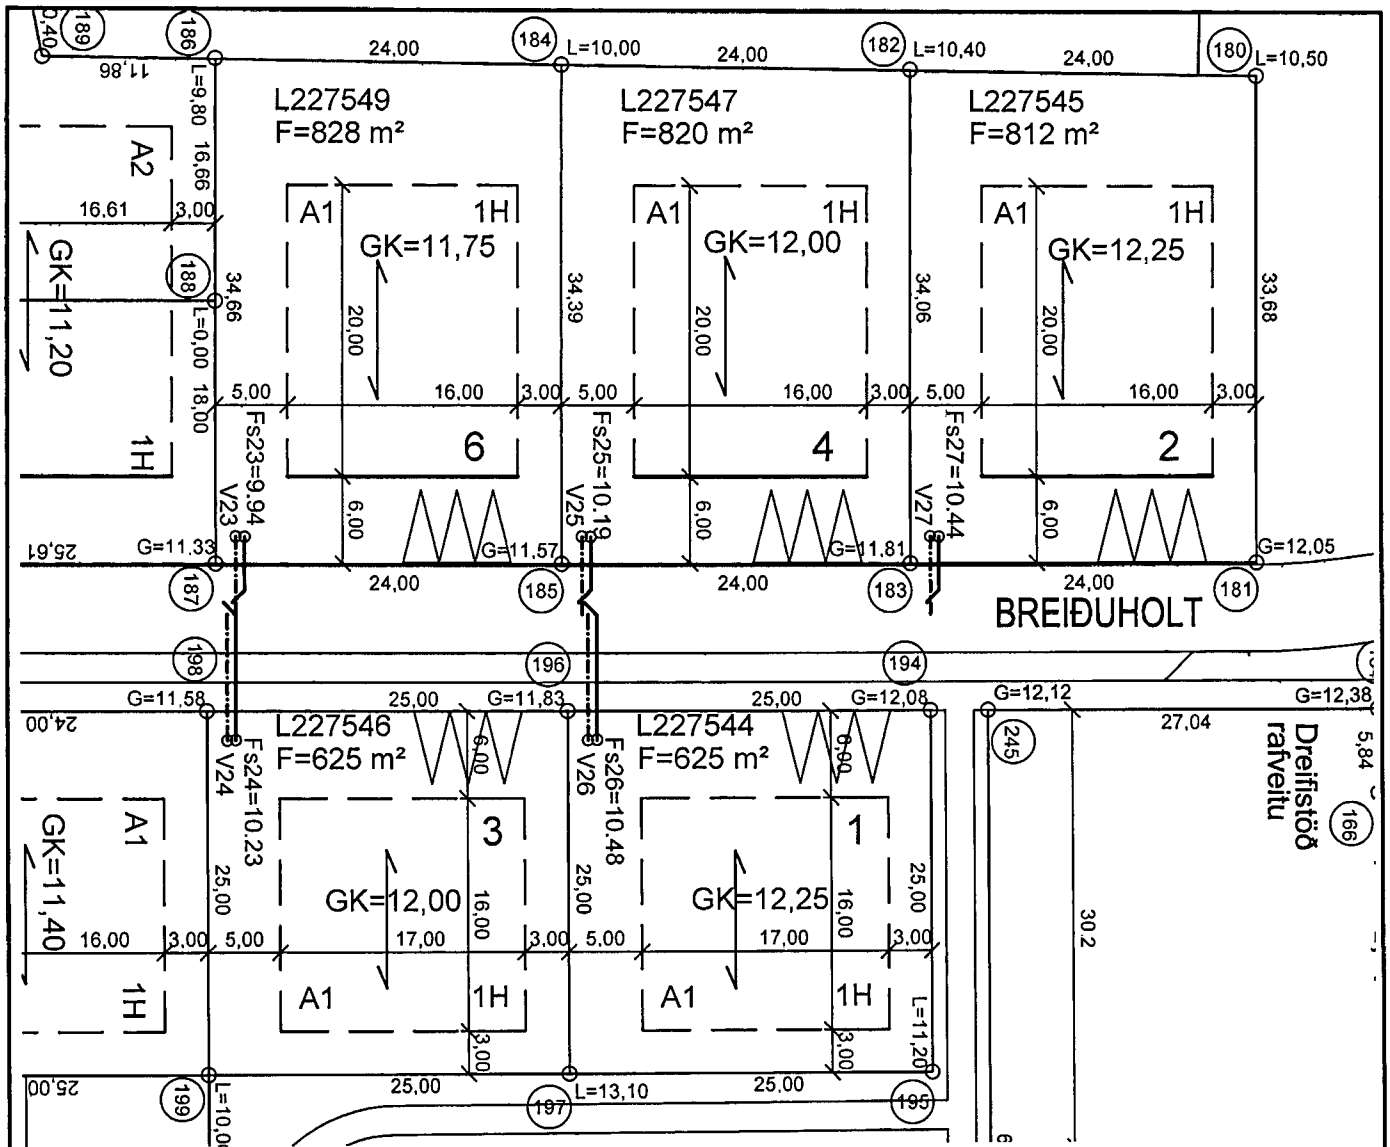 0,40
189
186
24,00
184
L=10,00
24,00
182
L=10,40
24,00
180
L=10,50
11,86
L=9,80
16,66
L227549
F=828 m²
L227547
F=820 m²
L227545
F=812 m²
A2
A1
1H
A1
1H
A1
1H
16,61
3,00
GK=11,75
GK=12,00
GK=12,25
GK=11,20
188
34,66
34,39
34,06
33,68
L=0,00
18,00
20,00
20,00
20,00
5,00
16,00
3,00
5,00
16,00
3,00
5,00
16,00
3,00
1H
Fs23=9.94
V23
6
Fs25=10.19
V25
4
Fs27=10.44
V27
2
6,00
6,00
6,00
25,61
G=11,33
G=11,57
G=11,81
G=12,05
187
24,00
185
24,00
183
24,00
181
BREIÐUHOLT
198
196
194
G=11,58
25,00
G=11,83
25,00
G=12,08
G=12,12
G=12,38
24,00
27,04
L227546
F=625 m²
L227544
F=625 m²
6,00
6,00
245
Dreifistöð
rafveitu
5,84
166
V24
Fs24=10.23
V26
Fs26=10.48
A1
3
1
GK=11,40
25,00
GK=12,00
16,00
25,00
GK=12,25
16,00
25,00
30.2
16,00
3,00
5,00
17,00
3,00
5,00
17,00
3,00
1H
A1
1H
A1
1H
3,00
3,00
L=11,20
25,00
199
L=10,00
25,00
197
L=13,10
25,00
195
6